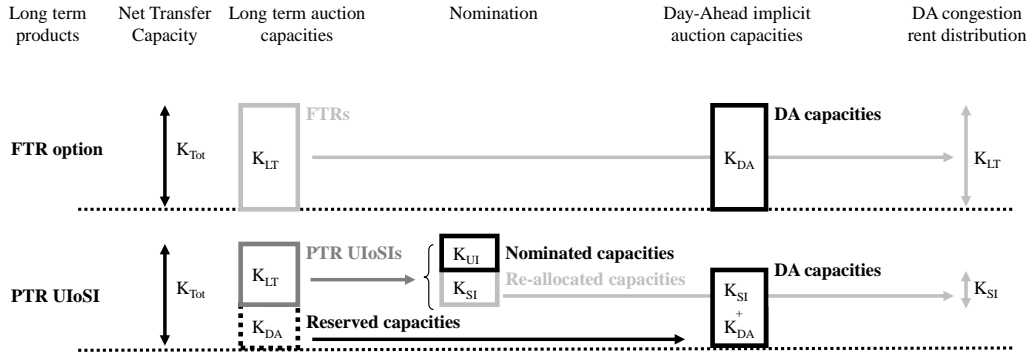 Long term
products
Net Transfer
Capacity
Long term auction
capacities
Nomination
Day-Ahead implicit
auction capacities
DA congestion
rent distribution
FTR option
K_Tot
K_LT
FTRs
K_DA
DA capacities
K_LT
PTR UIoSI
K_Tot
K_LT
K_DA
PTR UIoSIs
Reserved capacities
K_UI
K_SI
Nominated capacities
Re-allocated capacities
DA capacities
K_SI
+
K_DA
K_SI